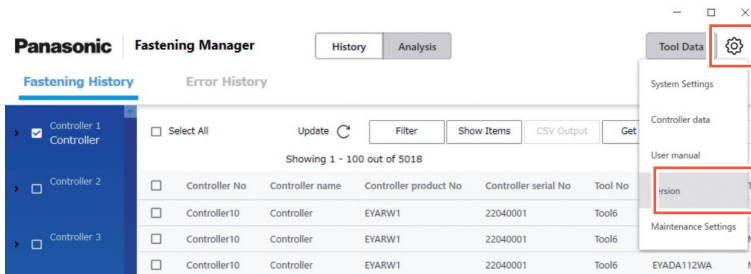 Panasonic Fastening Manager History Analysis Tool Data
Fastening History Error History
System Settings
Controller data
User manual
ersion
Maintenance Settings
Controller 1
Controller
Controller 2
Controller 3
Select All Update Filter Show Items CSV Output Get
Showing 1 - 100 out of 5018
Controller No Controller name Controller product No Controller serial No Tool No
Controller10 Controller EYARW1 22040001 Tool6
Controller10 Controller EYARW1 22040001 Tool6
Controller10 Controller EYARW1 22040001 Tool6 EYADA112WA